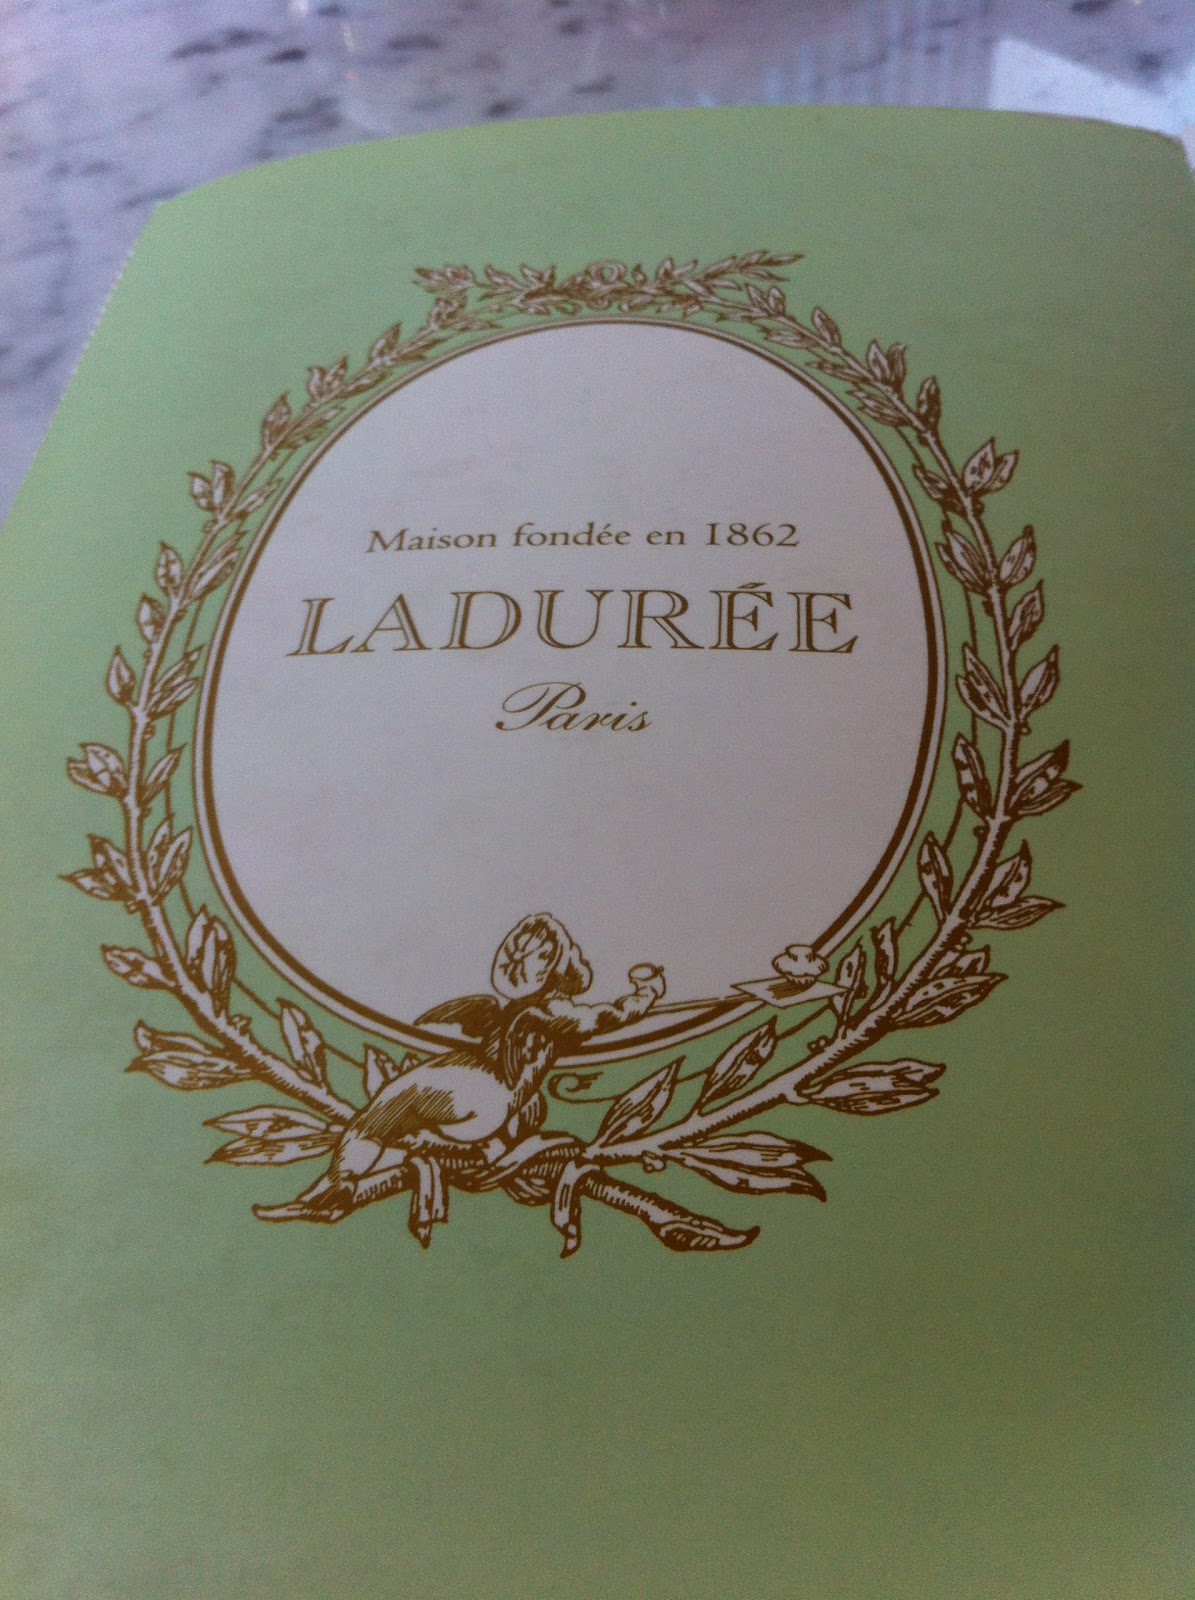 Maison fondée en 1862
LADURÉE
Paris